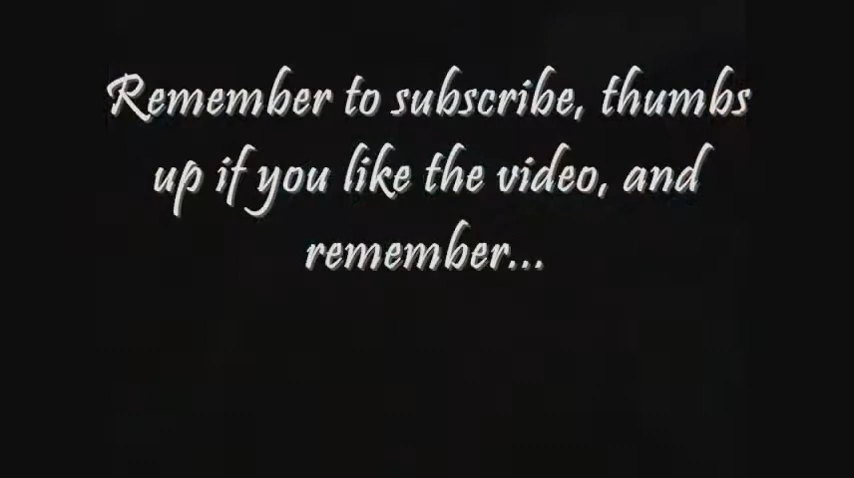 Remember to subscribe, thumbs
up if you like the video, and
remember...